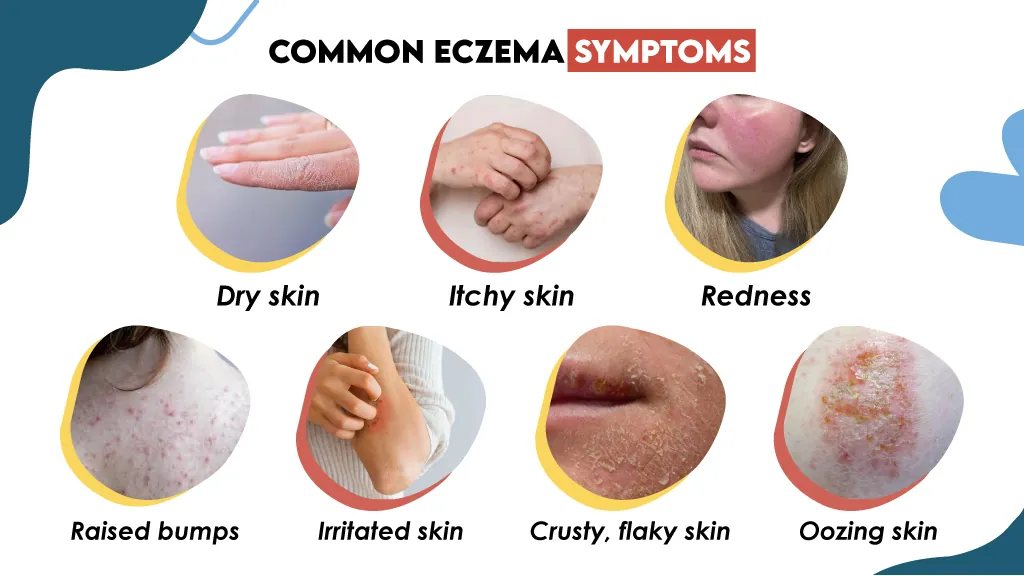 COMMON ECZEMA SYMPTOMS
Dry skin
Itchy skin
Redness
Raised bumps
Irritated skin
Crusty, flaky skin
Oozing skin